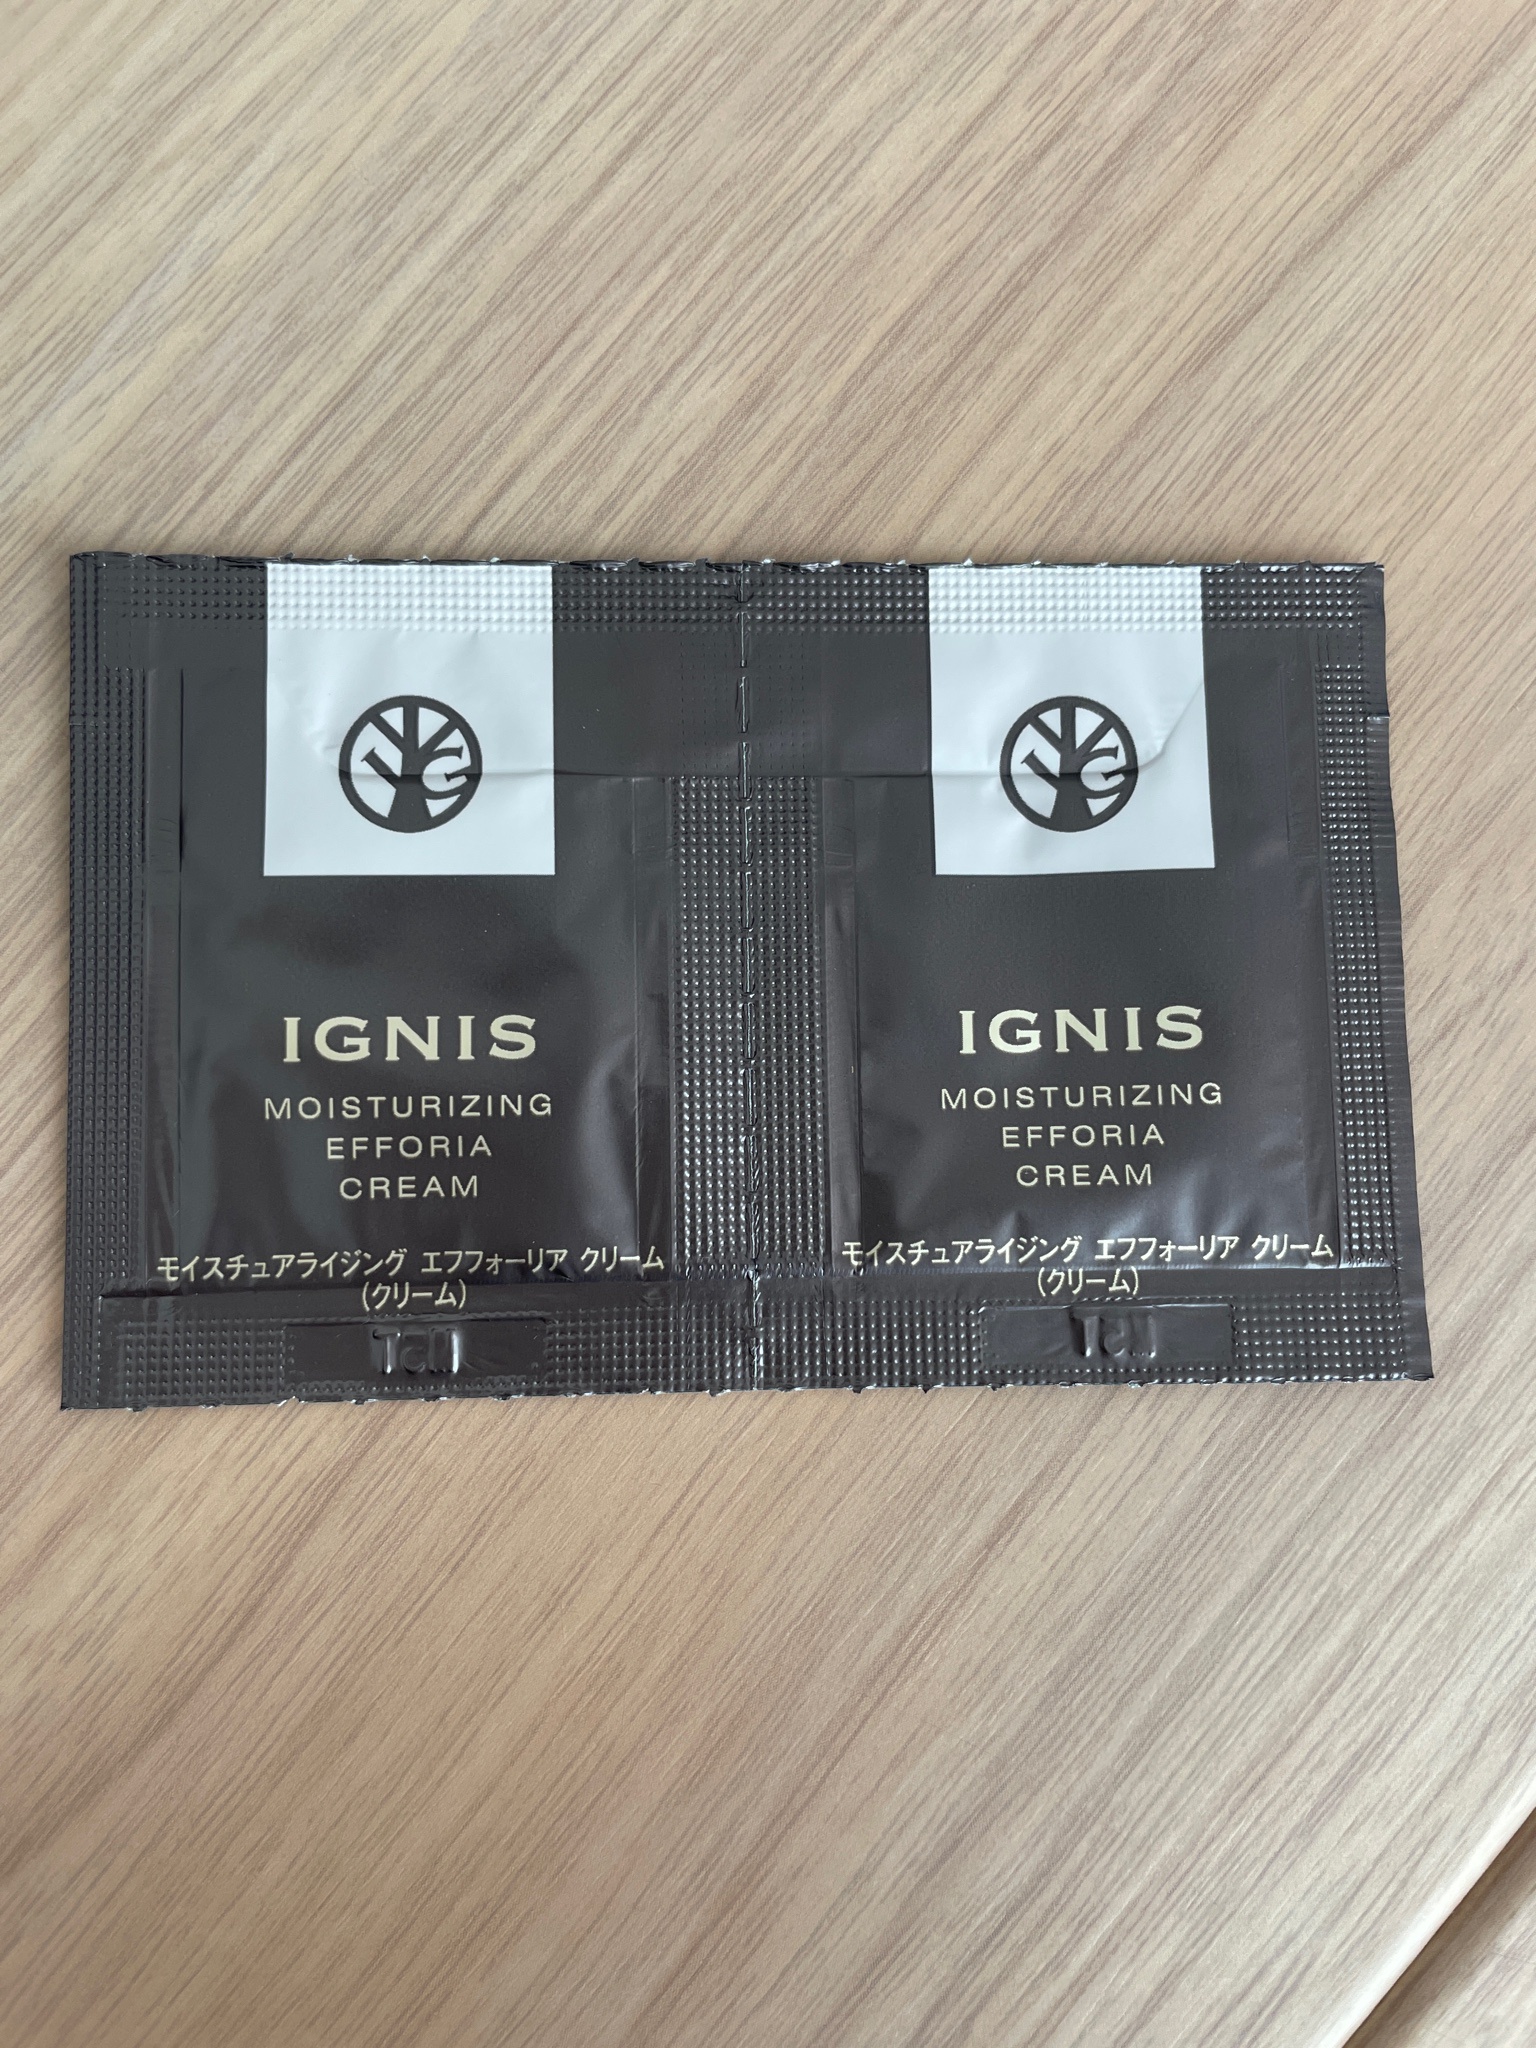 IG
IGNIS
MOISTURIZING
EFFORIA
CREAM
モイスチュアライジング エフフォーリア クリーム
(クリーム)
IG
IGNIS
MOISTURIZING
EFFORIA
CREAM
モイスチュアライジング エフフォーリア クリーム
(クリーム)